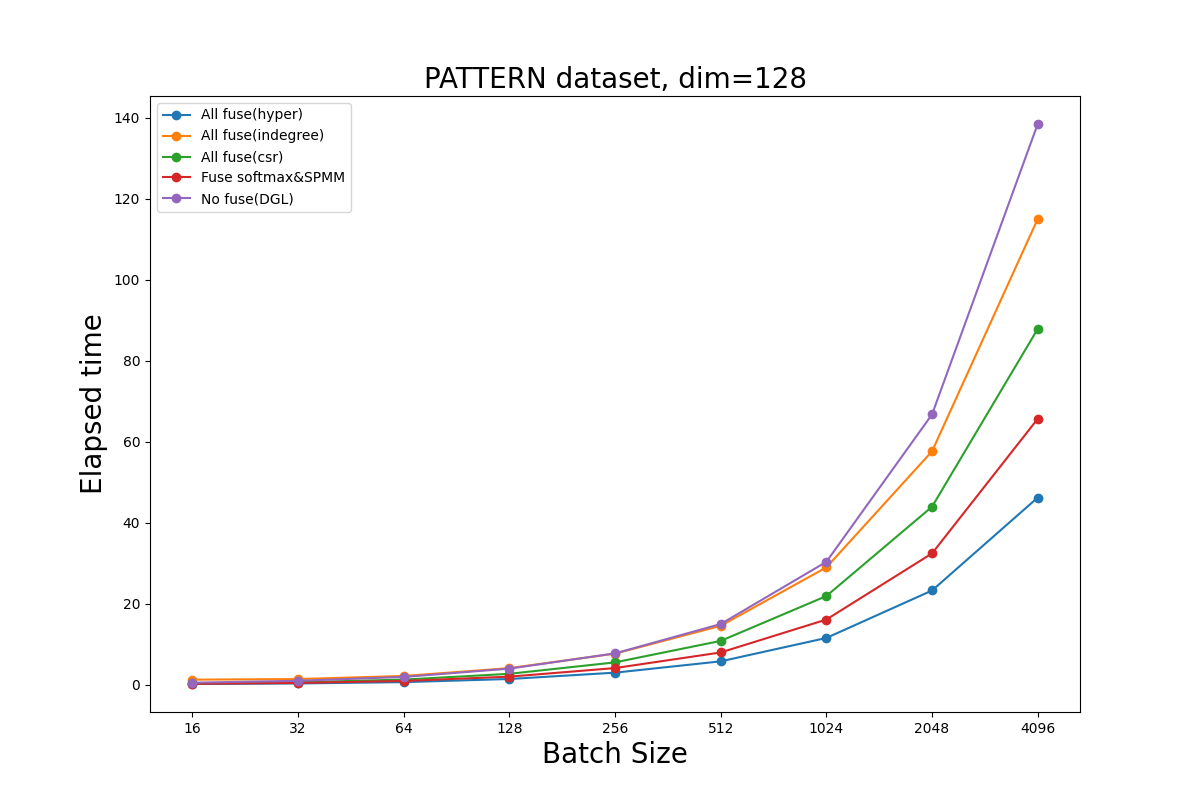 PATTERN dataset, dim=128
All fuse(hyper)
All fuse(indegree)
All fuse(csr)
Fuse softmax&SPMM
No fuse(DGL)
140
120
100
80
60
40
20
0
Elapsed time
16 32 64 128 256 512 1024 2048 4096
Batch Size